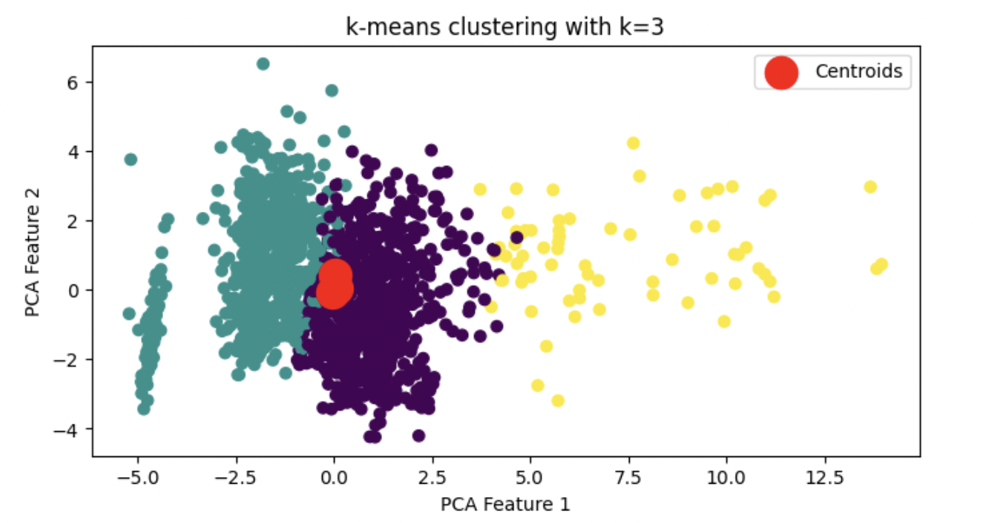 k-means clustering with k=3
Centroids
PCA Feature 2
6
4
2
0
−2
−4
−5.0 −2.5 0.0 2.5 5.0 7.5 10.0 12.5
PCA Feature 1